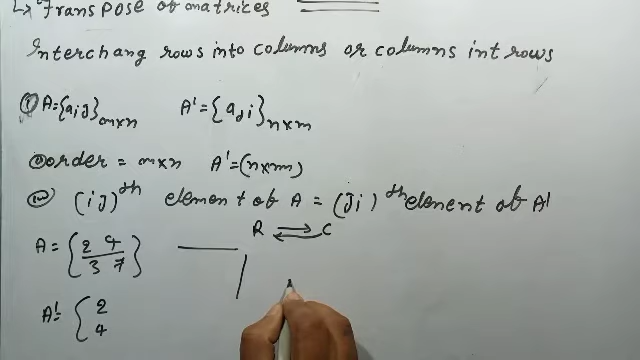 ↳ Transpose of matrices
Interchang rows into columns or columns int rows
① A={aij}m×n A'={aji}n×m
order = m×n A'=(n×m)
(ij)th element of A = (ji)th element of A'
R ⇌ C
A= { 2 4
3 7 }
A'= { 2
4